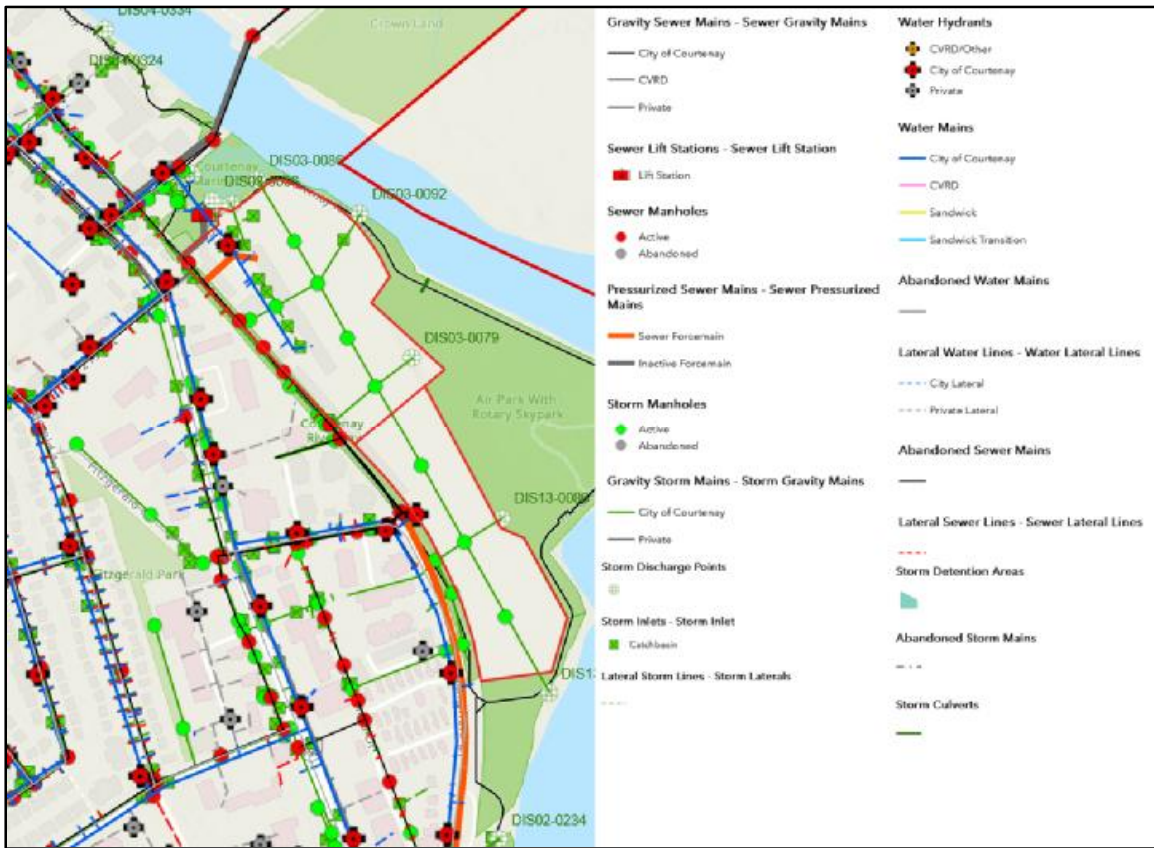 DIS04-0334
Crown Land
DIS03-0086
DIS03-0092
DIS03-0079
Air Park With
Rotary Skypark
Fitzgerald
Fitzgerald Park
DIS02-0234
Gravity Sewer Mains - Sewer Gravity Mains
City of Courtenay
CVRD
Private
Sewer Lift Stations - Sewer Lift Station
Lift Station
Sewer Manholes
Active
Abandoned
Pressurized Sewer Mains - Sewer Pressurized
Mains
Sewer Forcemain
Inactive Forcemain
Storm Manholes
Active
Abandoned
Gravity Storm Mains - Storm Gravity Mains
City of Courtenay
Private
Storm Discharge Points
Storm Inlets - Storm Inlet
Catchbasin
Lateral Storm Lines - Storm Laterals
Water Hydrants
CVRD/Other
City of Courtenay
Private
Water Mains
City of Courtenay
CVRD
Sandwick
Sandwick Transition
Abandoned Water Mains
Lateral Water Lines - Water Lateral Lines
City Lateral
Private Lateral
Abandoned Sewer Mains
Lateral Sewer Lines - Sewer Lateral Lines
Storm Detention Areas
Abandoned Storm Mains
Storm Culverts